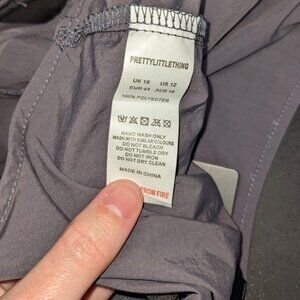 PRETTYLITTLETHING
UK 16 US 12
EUR 44 AUS 16
100% POLYESTER
HAND WASH ONLY
WASH WITH SIMILAR COLOURS
DO NOT BLEACH
DO NOT TUMBLE DRY
DO NOT IRON
DO NOT DRY CLEAN
MADE IN CHINA
FROM FIRE